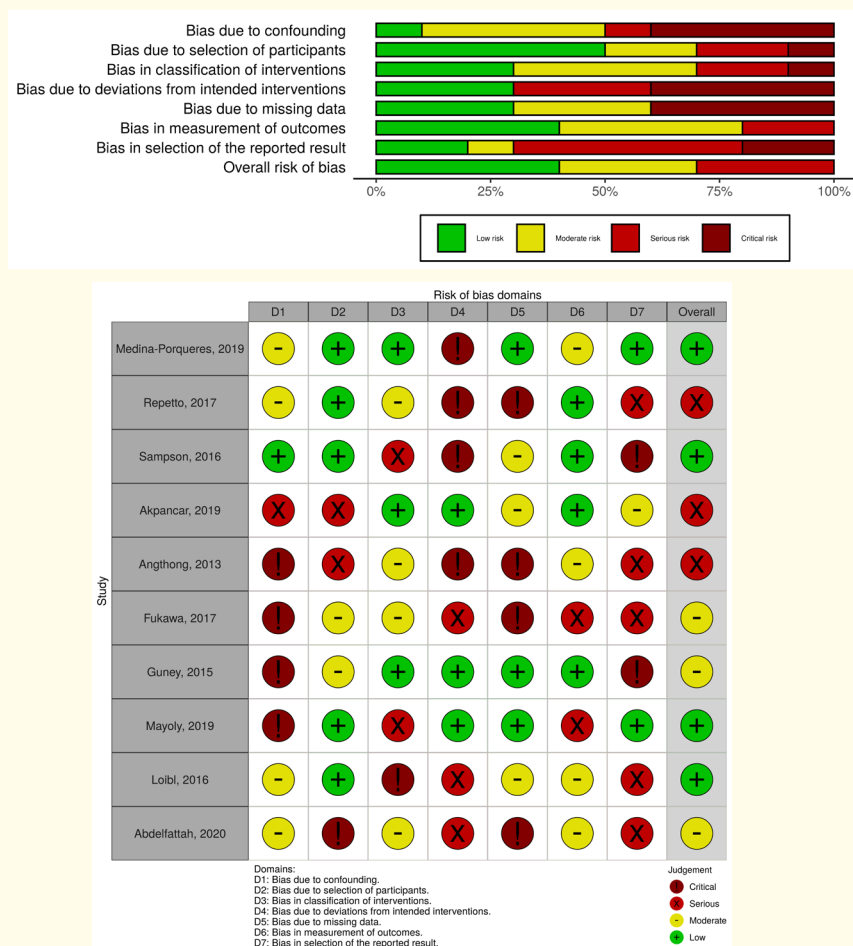 Bias due to confounding
Bias due to selection of participants
Bias in classification of interventions
Bias due to deviations from intended interventions
Bias due to missing data
Bias in measurement of outcomes
Bias in selection of the reported result
Overall risk of bias
0% 25% 50% 75% 100%
Low risk Moderate risk Serious risk Critical risk
Risk of bias domains
D1 D2 D3 D4 D5 D6 D7 Overall
Medina-Porqueres, 2019 - + + ! + - + +
Repetto, 2017 - + - ! ! + X X
Sampson, 2016 + + X ! - + ! +
Akpancar, 2019 X X + + - + - X
Angthong, 2013 ! X - ! ! - X X
Fukawa, 2017 ! - - X ! X X -
Guney, 2015 ! - + + + + ! -
Mayoly, 2019 ! + X + + X + +
Loibl, 2016 - + ! X - - X +
Abdelfattah, 2020 - ! - X ! - X -
Study
Domains:
D1: Bias due to confounding.
D2: Bias due to selection of participants.
D3: Bias in classification of interventions.
D4: Bias due to deviations from intended interventions.
D5: Bias due to missing data.
D6: Bias in measurement of outcomes.
D7: Bias in selection of the reported result.
Judgement
! Critical
X Serious
- Moderate
+ Low